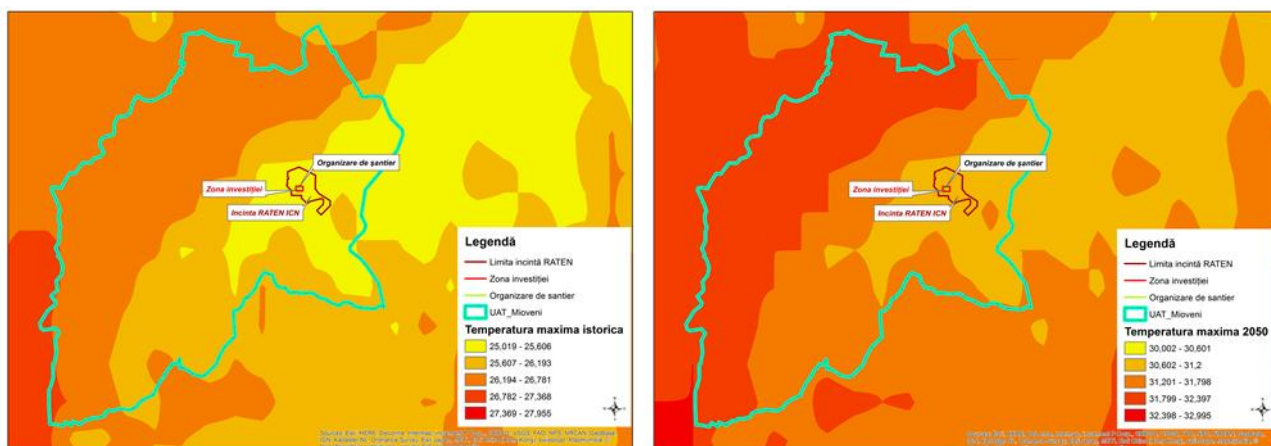 Organizare de șantier
Zona investiției
Incinta RATEN ICN
Legendă
Limita incintă RATEN
Zona investiției
Organizare de santier
UAT_Mioveni
Temperatura maxima istorica
25,019 - 25,606
25,607 - 26,193
26,194 - 26,781
26,782 - 27,368
27,369 - 27,955
Organizare de șantier
Zona investiției
Incinta RATEN ICN
Legendă
Limita incintă RATEN
Zona investiției
Organizare de santier
UAT_Mioveni
Temperatura maxima 2050
30,002 - 30,601
30,602 - 31,2
31,201 - 31,798
31,799 - 32,397
32,398 - 32,995